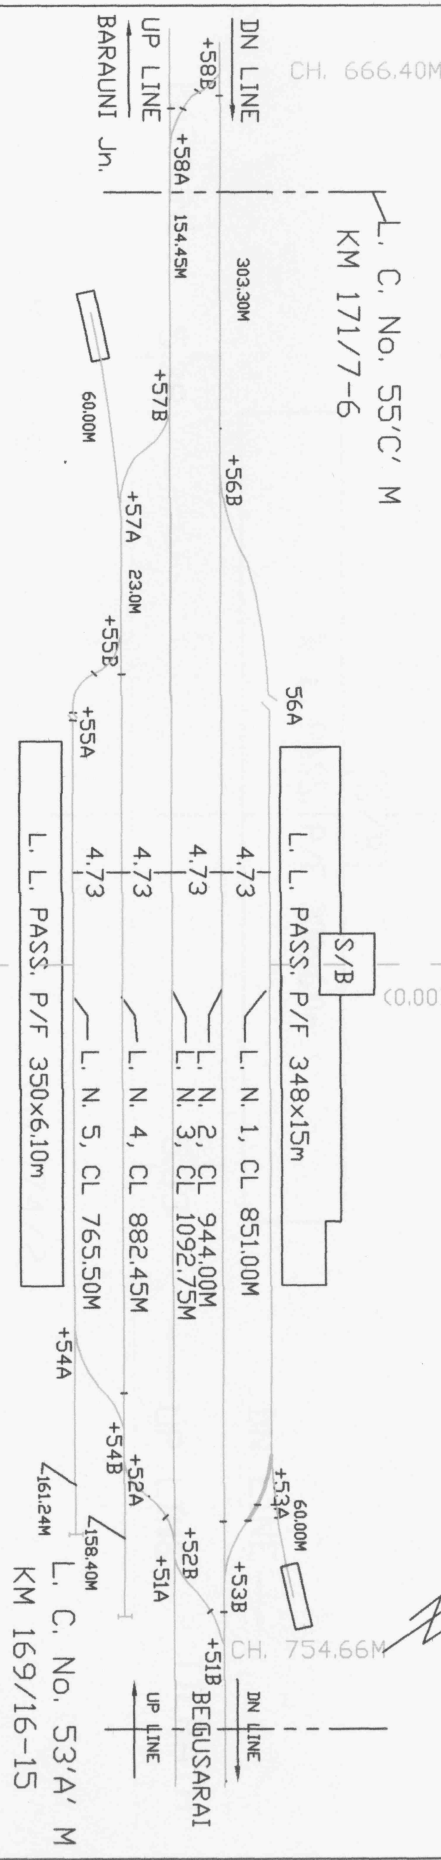 CH. 666.40M
L. C. No. 55'C' M
KM 171/7-6
DN LINE
+58B
UP LINE
BARAUNI Jn.
+58A
154.45M
303.30M
60.00M
+57B
+57A
23.0M
+56B
56A
+55B
+55A
L. L. PASS. P/F 348x15m
S/B
4.73
4.73
4.73
4.73
L. N. 1, CL 851.00M
L. N. 2, CL 944.00M
L. N. 3, CL 1092.75M
L. N. 4, CL 882.45M
L. N. 5, CL 765.50M
L. L. PASS. P/F 350x6.10m
+54A
+54B
+52A
+52B
+51A
+53A
60.00M
+53B
+51B
161.24M
158.40M
CH. 754.66M
DN LINE
BEGUSARAI
UP LINE
L. C. No. 53'A' M
KM 169/16-15